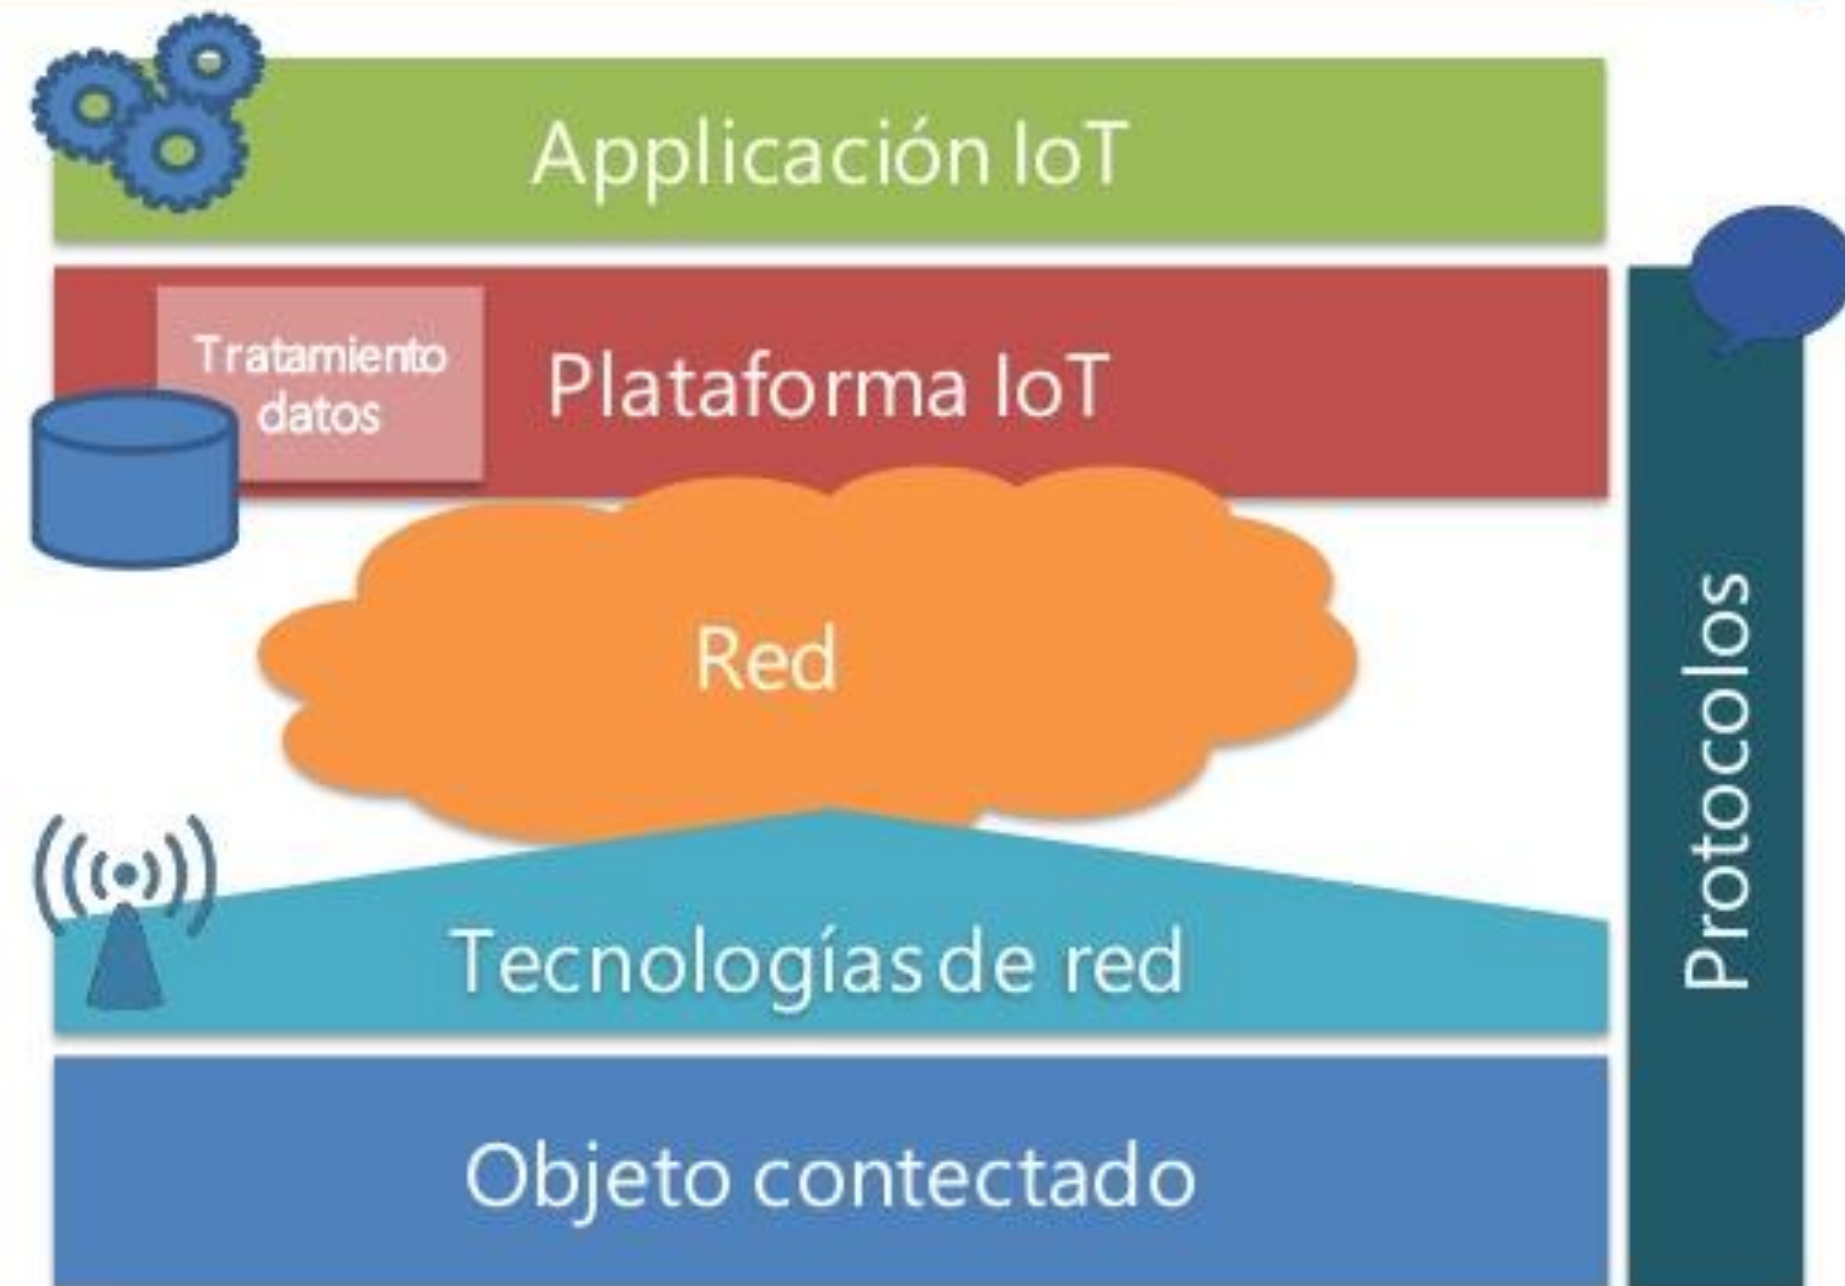 Applicación IoT
Tratamiento
datos
Plataforma IoT
Red
Tecnologías de red
Objeto contectado
Protocolos